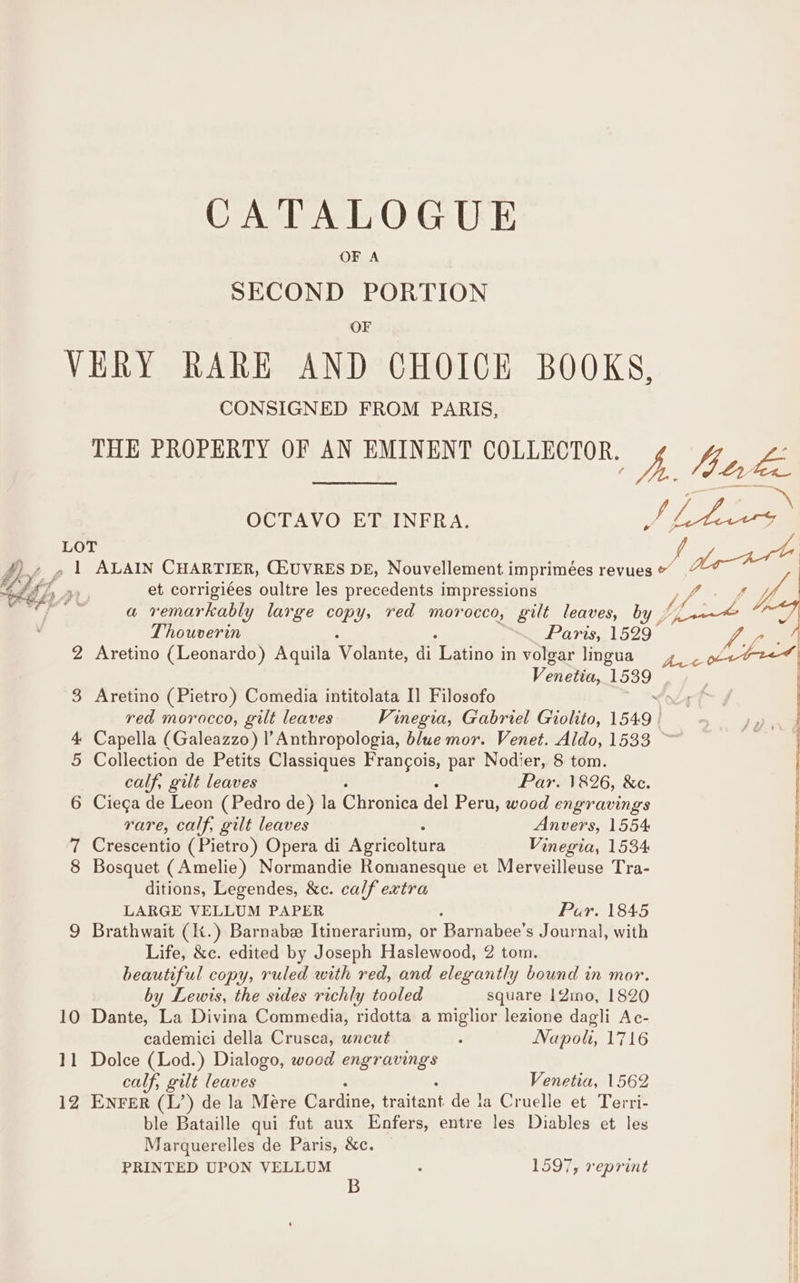 CATALOGUE
OF A
SECOND PORTION
OF
VERY RARE AND CHOICE BOOKS,
CONSIGNED FROM PARIS,
THE PROPERTY OF AN EMINENT COLLECTOR.
OCTAVO ET INFRA.
LOT
1 ALAIN CHARTIER, ŒUVRES DE, Nouvellement imprimées revues
et corrigiées oultre les precedents impressions
a remarkably large copy, red morocco, gilt leaves, by
Thouverin . . Paris, 1529
2 Aretino (Leonardo) Aquila Volante, di Latino in volgar lingua
Venetia, 1539
3 Aretino (Pietro) Comedia intitolata Il Filosofo
red morocco, gilt leaves Vinegia, Gabriel Giolito, 1549
4 Capella (Galeazzo) l'Anthropologia, blue mor. Venet. Aldo, 1533
5 Collection de Petits Classiques François, par Nodier, 8 tom.
calf, gilt leaves . . Par. 1826, &c.
6 Cieça de Leon (Pedro de) la Chronica del Peru, wood engravings
rare, calf, gilt leaves . Anvers, 1554
7 Crescentio (Pietro) Opera di Agricoltura Vinegia, 1534
8 Bosquet (Amelie) Normandie Romanesque et Merveilleuse Tra-
ditions, Legendes, &c. calf extra
LARGE VELLUM PAPER . Par. 1845
9 Brathwait (R.) Barnabæ Itinerarium, or Barnabee's Journal, with
Life, &c. edited by Joseph Haslewood, 2 tom.
beautiful copy, ruled with red, and elegantly bound in mor.
by Lewis, the sides richly tooled square 12mo, 1820
10 Dante, La Divina Commedia, ridotta a miglior lezione dagli Ac-
cademici della Crusca, uncut . Napoli, 1716
11 Dolce (Lod.) Dialogo, wood engravings
calf, gilt leaves . . Venetia, 1562
12 ENFER (L') de la Mère Cardine, traitant de la Cruelle et Terri-
ble Bataille qui fut aux Enfers, entre les Diables et les
Marquerelles de Paris, &c.
PRINTED UPON VELLUM . 1597, reprint
B